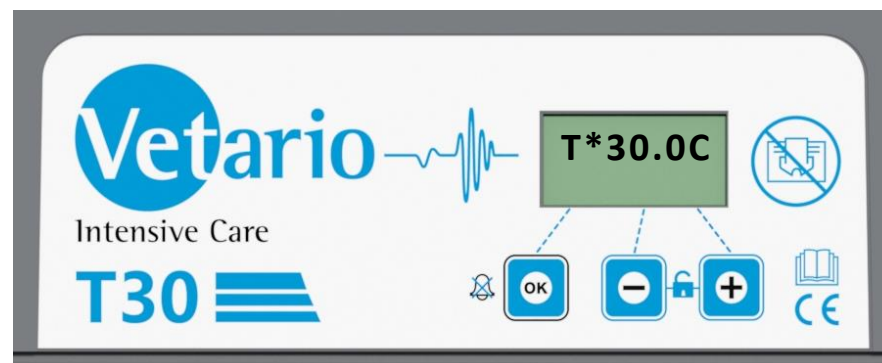 Vetario
T*30.0C
Intensive Care
T30
OK
− +
CE